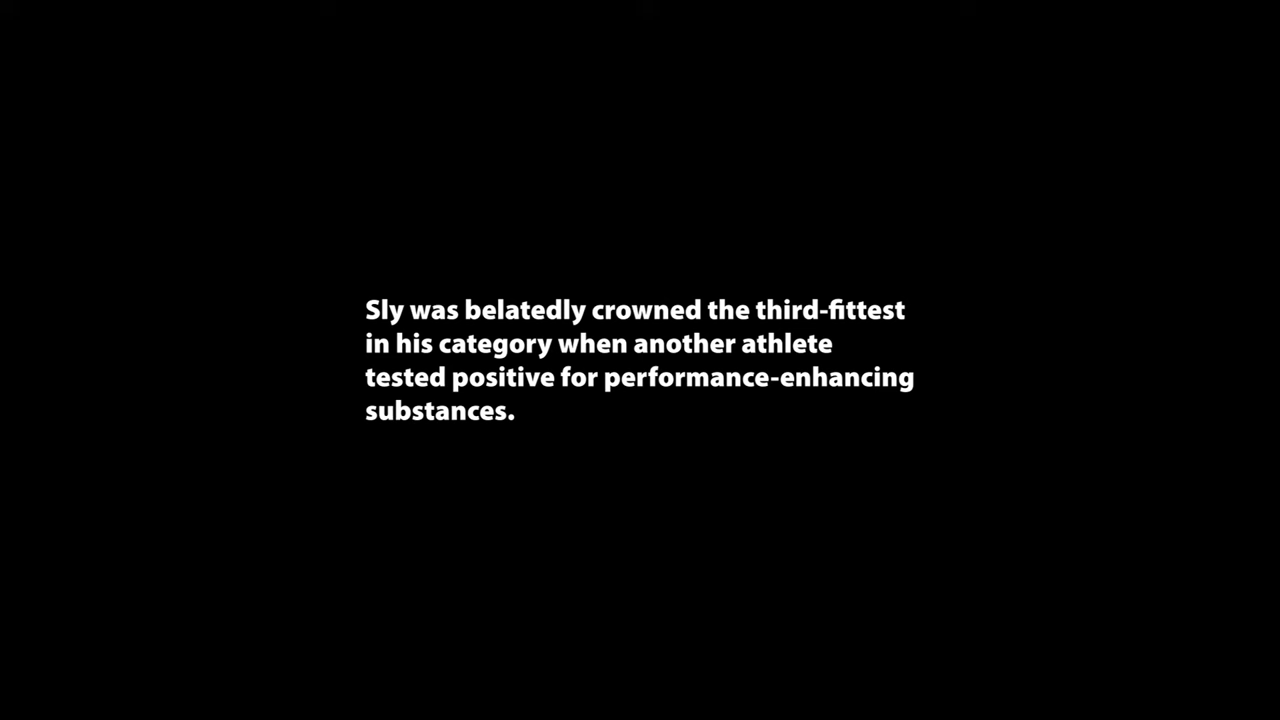 Sly was belatedly crowned the third-fittest
in his category when another athlete
tested positive for performance-enhancing
substances.